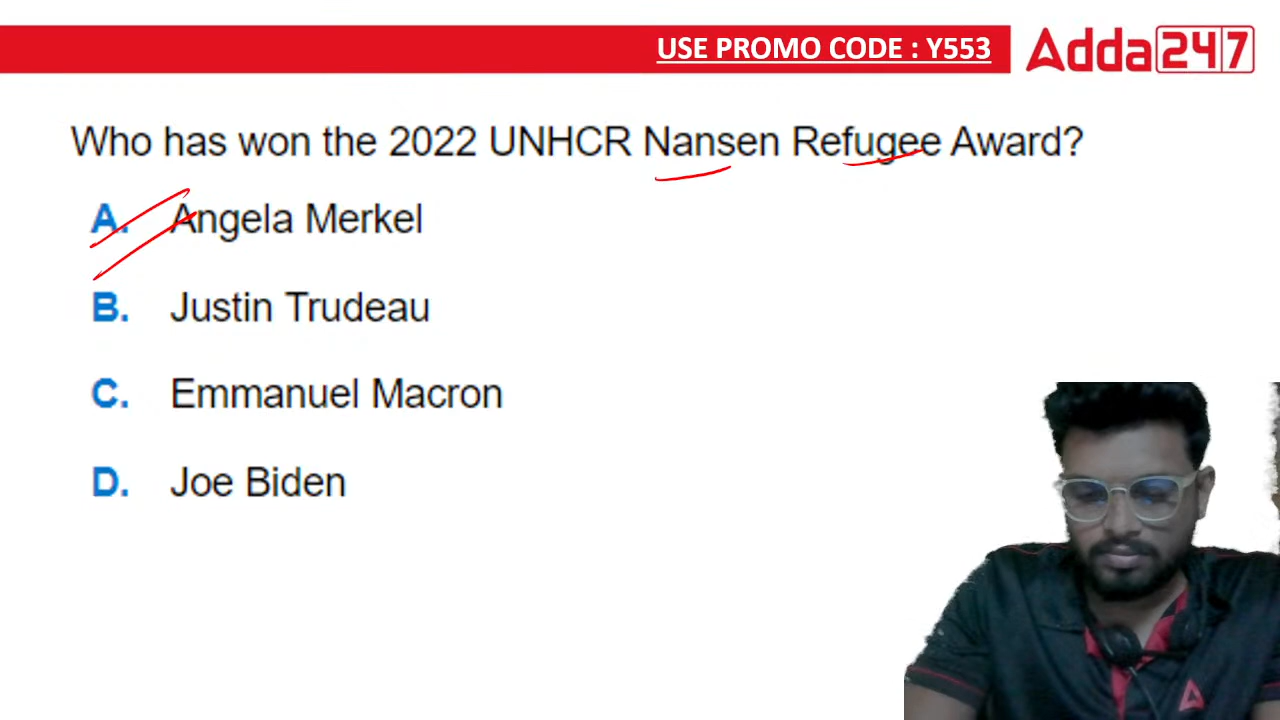 USE PROMO CODE : Y553
Adda247
Who has won the 2022 UNHCR Nansen Refugee Award?
A. Angela Merkel
B. Justin Trudeau
C. Emmanuel Macron
D. Joe Biden